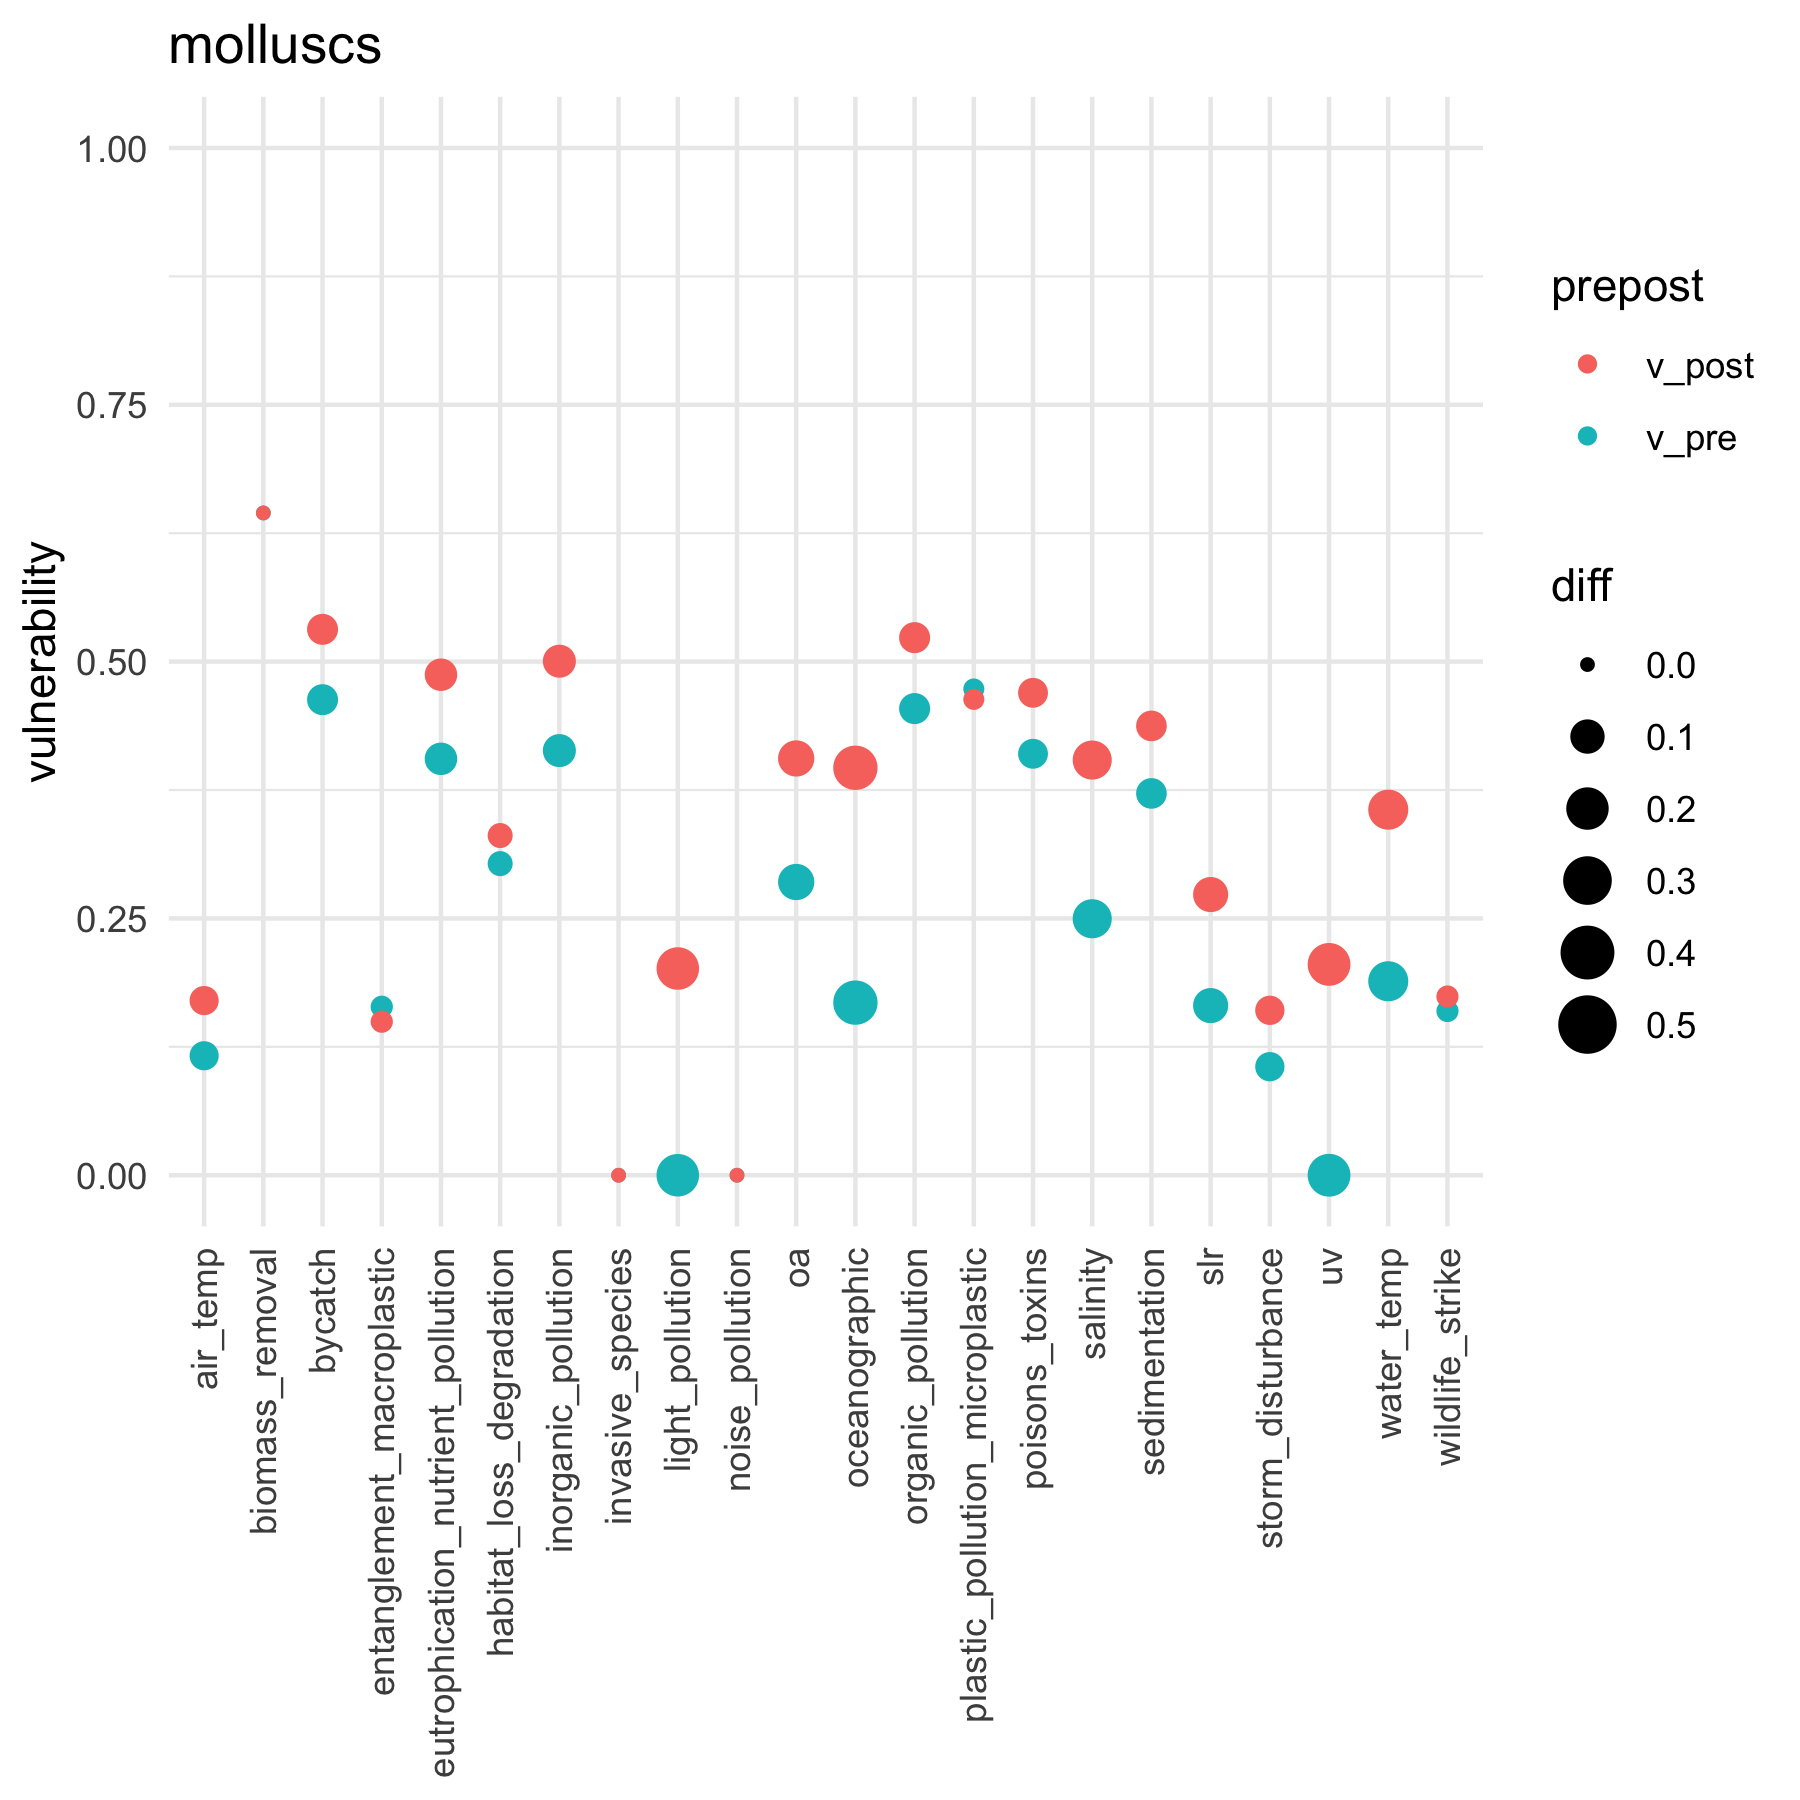 molluscs
vulnerability
1.00
0.75
0.50
0.25
0.00
air_temp
biomass_removal
bycatch
entanglement_macroplastic
eutrophication_nutrient_pollution
habitat_loss_degradation
inorganic_pollution
invasive_species
light_pollution
noise_pollution
oa
oceanographic
organic_pollution
plastic_pollution_microplastic
poisons_toxins
salinity
sedimentation
slr
storm_disturbance
uv
water_temp
wildlife_strike
prepost
v_post
v_pre
diff
0.0
0.1
0.2
0.3
0.4
0.5